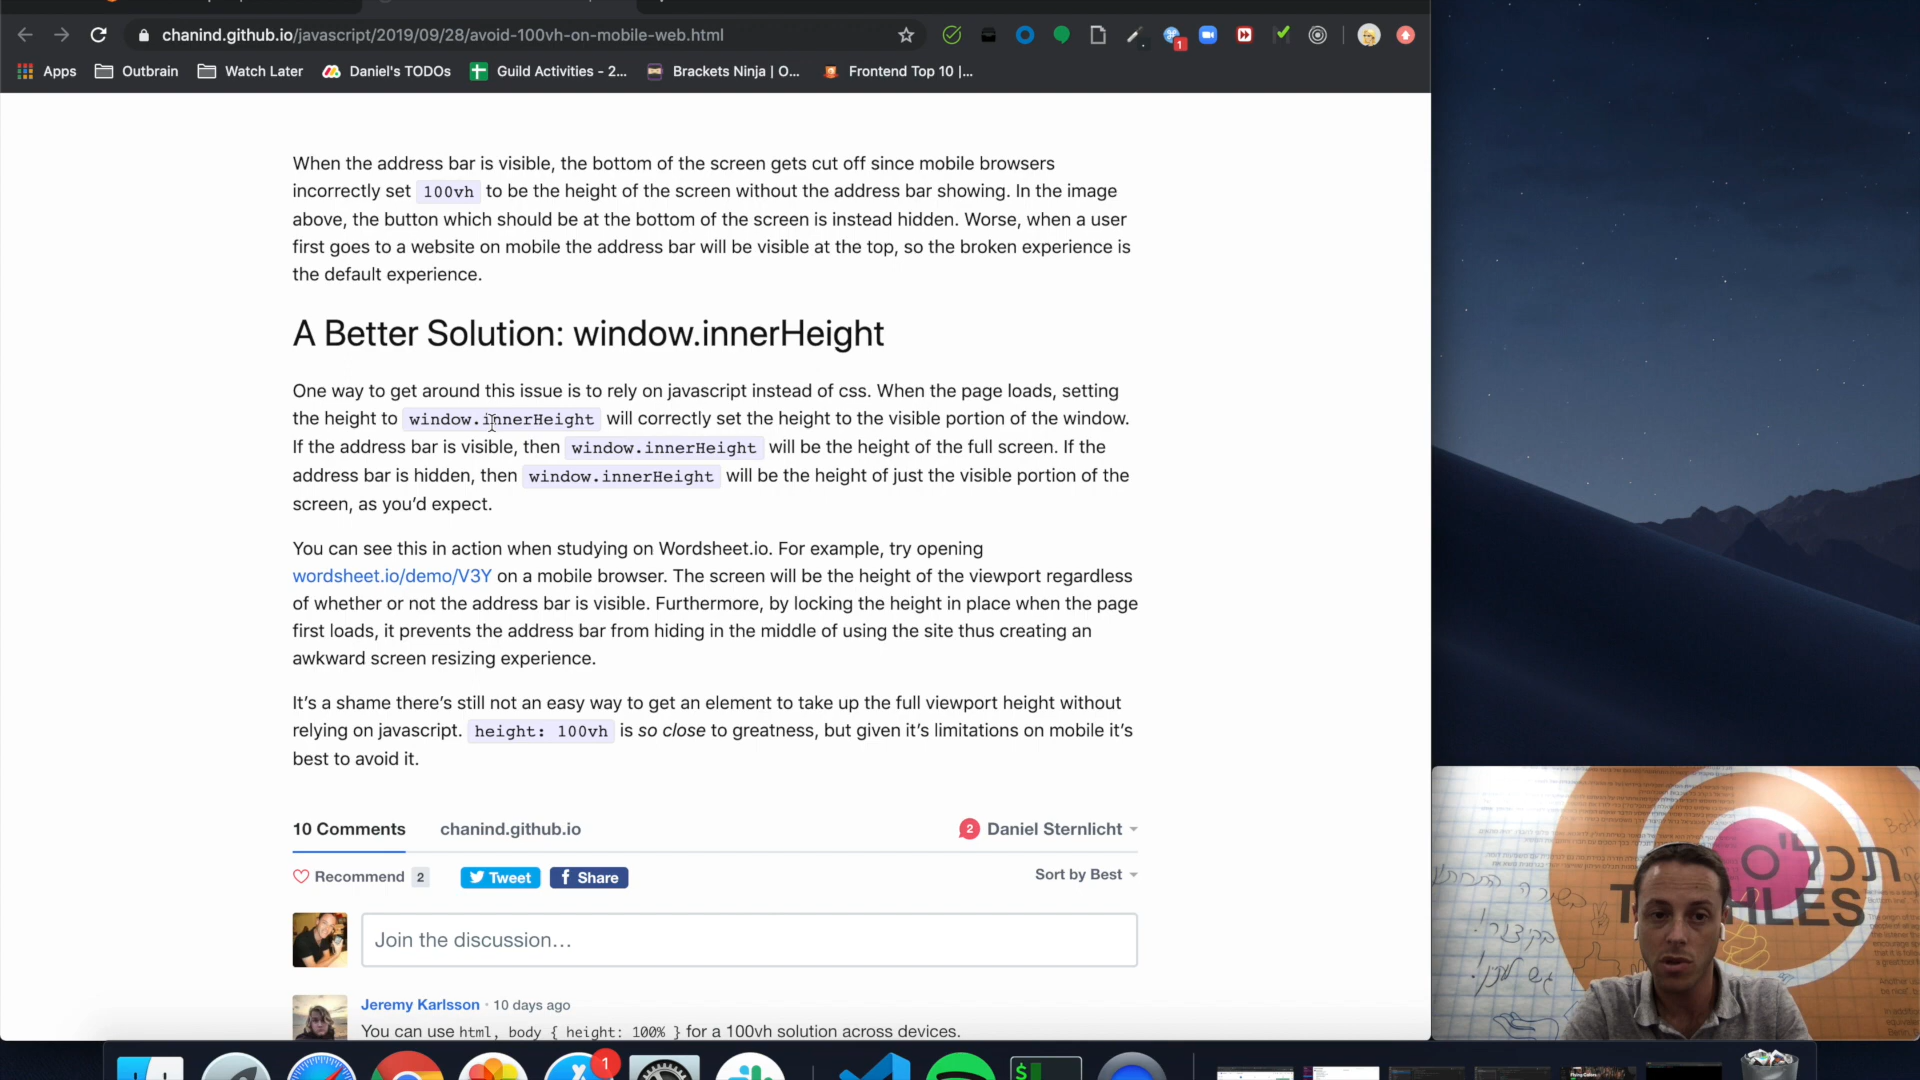 chanind.github.io/javascript/2019/09/28/avoid-100vh-on-mobile-web.html
1
Apps
Outbrain
Watch Later
Daniel's TODOs
Guild Activities - 2...
Brackets Ninja | O...
Frontend Top 10 |...
When the address bar is visible, the bottom of the screen gets cut off since mobile browsers
incorrectly set 100vh to be the height of the screen without the address bar showing. In the image
above, the button which should be at the bottom of the screen is instead hidden. Worse, when a user
first goes to a website on mobile the address bar will be visible at the top, so the broken experience is
the default experience.
A Better Solution: window.innerHeight
One way to get around this issue is to rely on javascript instead of css. When the page loads, setting
the height to window.innerHeight will correctly set the height to the visible portion of the window.
If the address bar is visible, then window.innerHeight will be the height of the full screen. If the
address bar is hidden, then window.innerHeight will be the height of just the visible portion of the
screen, as you’d expect.
You can see this in action when studying on Wordsheet.io. For example, try opening
wordsheet.io/demo/V3Y on a mobile browser. The screen will be the height of the viewport regardless
of whether or not the address bar is visible. Furthermore, by locking the height in place when the page
first loads, it prevents the address bar from hiding in the middle of using the site thus creating an
awkward screen resizing experience.
It’s a shame there’s still not an easy way to get an element to take up the full viewport height without
relying on javascript. height: 100vh is so close to greatness, but given it’s limitations on mobile it’s
best to avoid it.
10 Comments
chanind.github.io
2
Daniel Sternlicht
Recommend 2
Tweet
Share
Sort by Best
Join the discussion...
Jeremy Karlsson · 10 days ago
You can use html, body { height: 100% } for a 100vh solution across devices.
תכל'ס
HLES
1
$